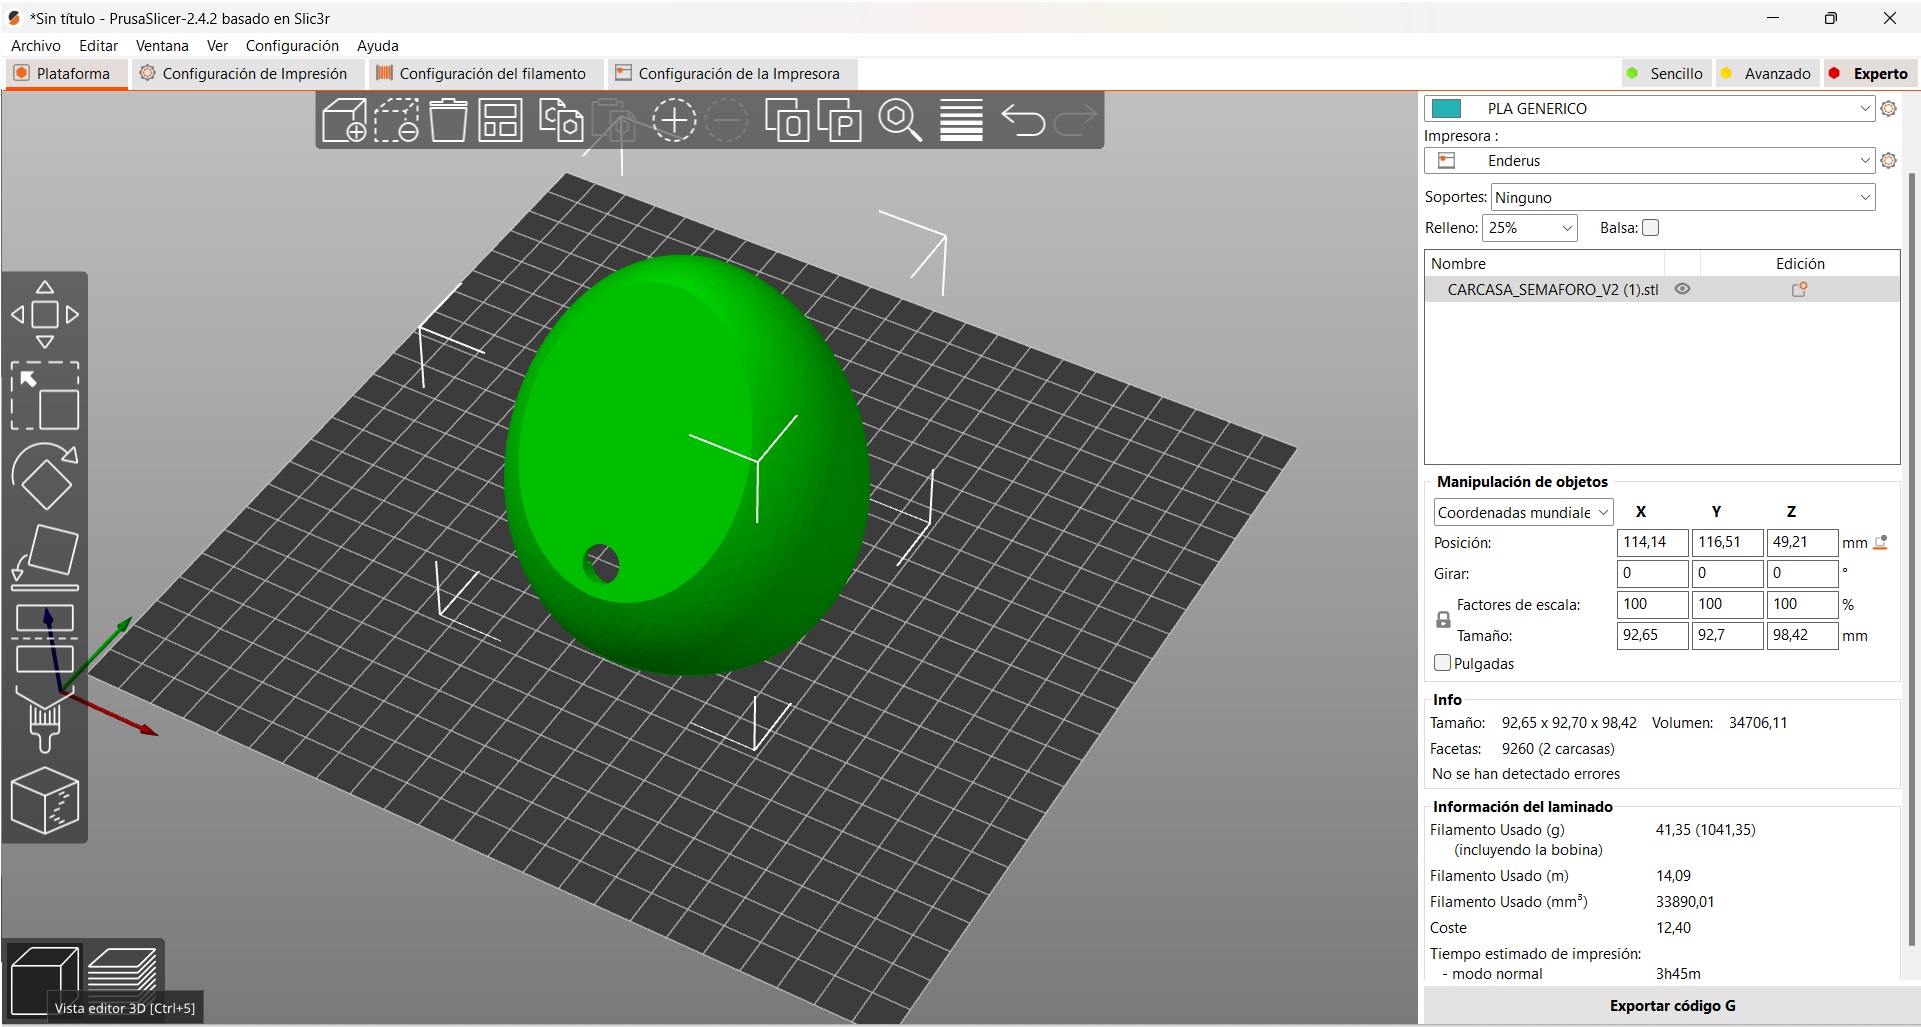 *Sin título - PrusaSlicer-2.4.2 basado en Slic3r
Archivo Editar Ventana Ver Configuración Ayuda
Plataforma Configuración de Impresión Configuración del filamento Configuración de la Impresora Sencillo Avanzado Experto
PLA GENERICO
Impresora :
Enderus
Soportes: Ninguno
Relleno: 25% Balsa:
Nombre Edición
CARCASA_SEMAFORO_V2 (1).stl
Manipulación de objetos
Coordenadas mundiale X Y Z
Posición: 114,14 116,51 49,21 mm
Girar: 0 0 0 °
Factores de escala: 100 100 100 %
Tamaño: 92,65 92,7 98,42 mm
Pulgadas
Info
Tamaño: 92,65 x 92,70 x 98,42 Volumen: 34706,11
Facetas: 9260 (2 carcasas)
No se han detectado errores
Información del laminado
Filamento Usado (g) 41,35 (1041,35)
(incluyendo la bobina)
Filamento Usado (m) 14,09
Filamento Usado (mm³) 33890,01
Coste 12,40
Tiempo estimado de impresión:
- modo normal 3h45m
Vista editor 3D [Ctrl+5]
Exportar código G